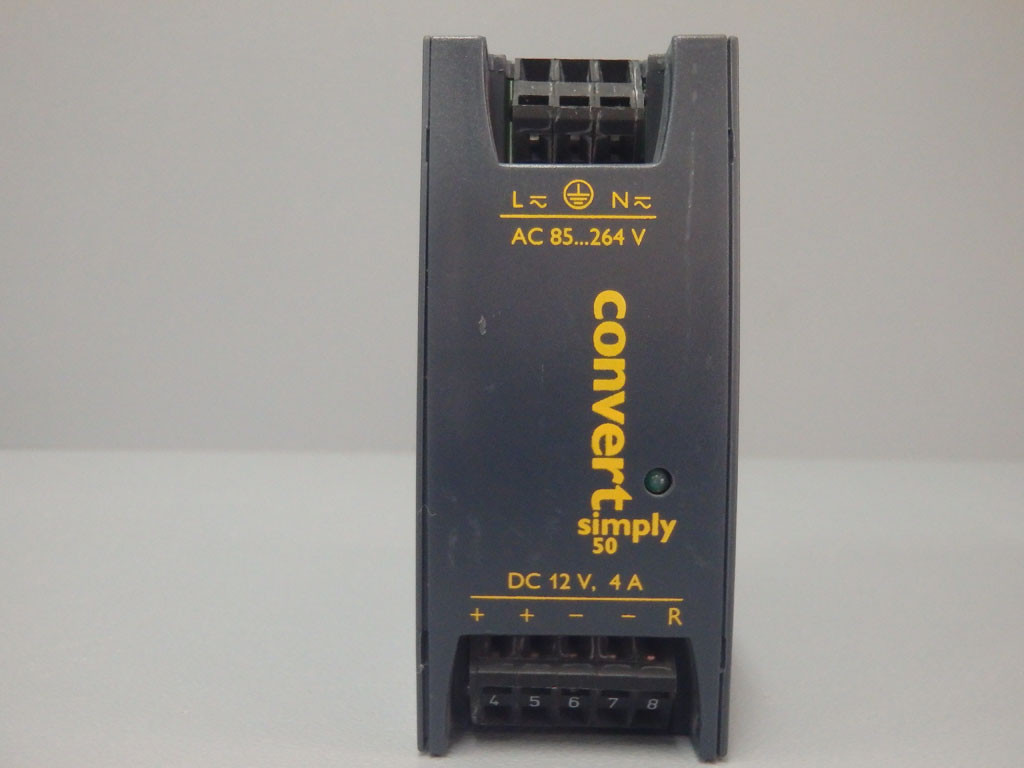 L ⏚ N
AC 85...264 V
convert
simply
50
DC 12 V, 4 A
+ + − − R
4 5 6 7 8